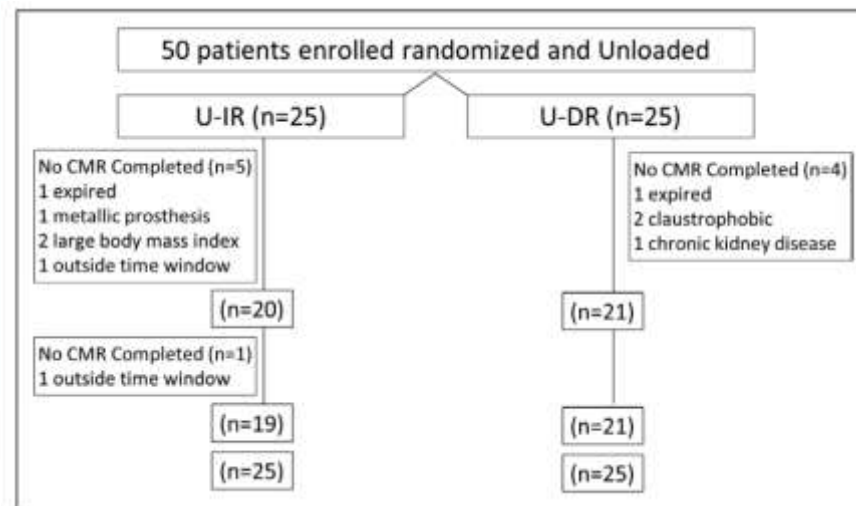 50 patients enrolled randomized and Unloaded
U-IR (n=25)
U-DR (n=25)
No CMR Completed (n=5)
1 expired
1 metallic prosthesis
2 large body mass index
1 outside time window
No CMR Completed (n=4)
1 expired
2 claustrophobic
1 chronic kidney disease
(n=20)
(n=21)
No CMR Completed (n=1)
1 outside time window
(n=19)
(n=21)
(n=25)
(n=25)